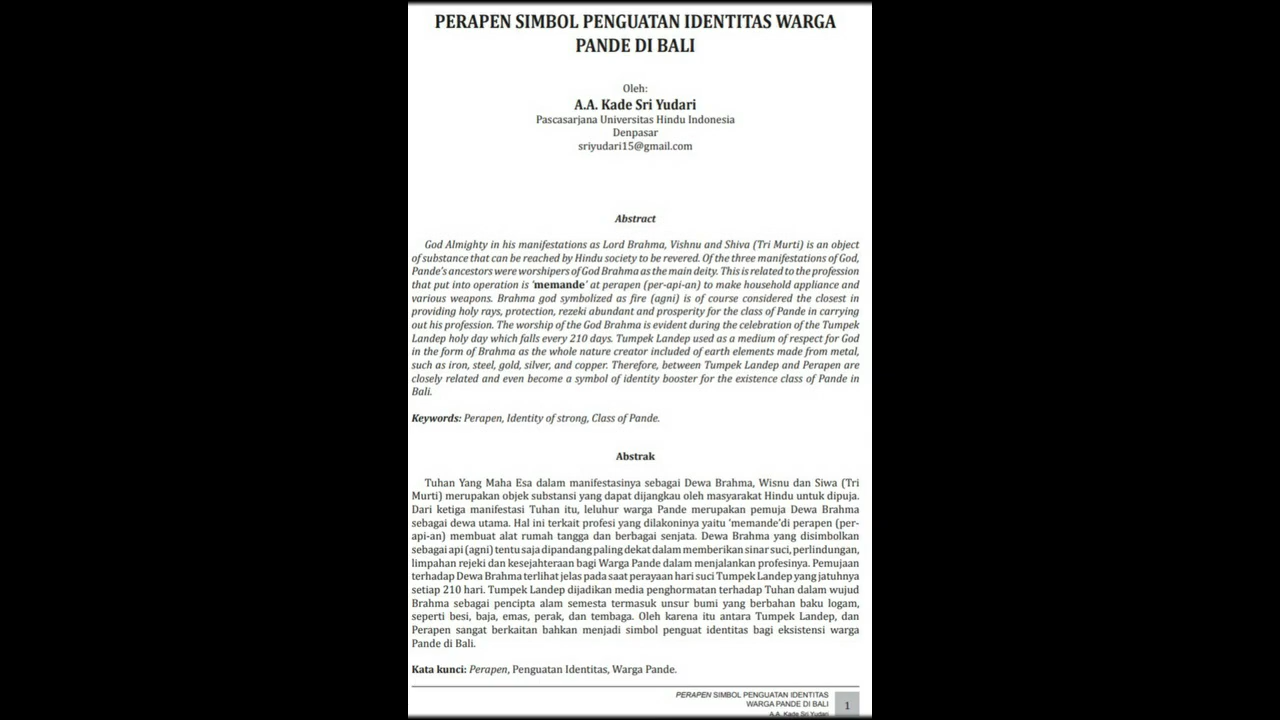 PERAPEN SIMBOL PENGUATAN IDENTITAS WARGA
PANDE DI BALI
Oleh:
A.A. Kade Sri Yudari
Pascasarjana Universitas Hindu Indonesia
Denpasar
sriyudari15@gmail.com
Abstract
God Almighty in his manifestations as Lord Brahma, Vishnu and Shiva (Tri Murti) is an object
of substance that can be reached by Hindu society to be revered. Of the three manifestations of God,
Pande's ancestors were worshipers of God Brahma as the main deity. This is related to the profession
that put into operation is 'memande' at perapen (per-api-an) to make household appliance and
various weapons. Brahma god symbolized as fire (agni) is of course considered the closest in
providing holy rays, protection, rezeki abundant and prosperity for the class of Pande in carrying
out his profession. The worship of the God Brahma is evident during the celebration of the Tumpek
Landep holy day which falls every 210 days. Tumpek Landep used as a medium of respect for God
in the form of Brahma as the whole nature creator included of earth elements made from metal,
such as iron, steel, gold, silver, and copper. Therefore, between Tumpek Landep and Perapen are
closely related and even become a symbol of identity booster for the existence class of Pande in
Bali.
Keywords: Perapen, Identity of strong, Class of Pande.
Abstrak
Tuhan Yang Maha Esa dalam manifestasinya sebagai Dewa Brahma, Wisnu dan Siwa (Tri
Murti) merupakan objek substansi yang dapat dijangkau oleh masyarakat Hindu untuk dipuja.
Dari ketiga manifestasi Tuhan itu, leluhur warga Pande merupakan pemuja Dewa Brahma
sebagai dewa utama. Hal ini terkait profesi yang dilakoninya yaitu 'memande'di perapen (per-
api-an) membuat alat rumah tangga dan berbagai senjata. Dewa Brahma yang disimbolkan
sebagai api (agni) tentu saja dipandang paling dekat dalam memberikan sinar suci, perlindungan,
limpahan rejeki dan kesejahteraan bagi Warga Pande dalam menjalankan profesinya. Pemujaan
terhadap Dewa Brahma terlihat jelas pada saat perayaan hari suci Tumpek Landep yang jatuhnya
setiap 210 hari. Tumpek Landep dijadikan media penghormatan terhadap Tuhan dalam wujud
Brahma sebagai pencipta alam semesta termasuk unsur bumi yang berbahan baku logam,
seperti besi, baja, emas, perak, dan tembaga. Oleh karena itu antara Tumpek Landep, dan
Perapen sangat berkaitan bahkan menjadi simbol penguat identitas bagi eksistensi warga
Pande di Bali.
Kata kunci: Perapen, Penguatan Identitas, Warga Pande.
PERAPEN SIMBOL PENGUATAN IDENTITAS
WARGA PANDE DI BALI
A.A. Kade Sri Yudari
1